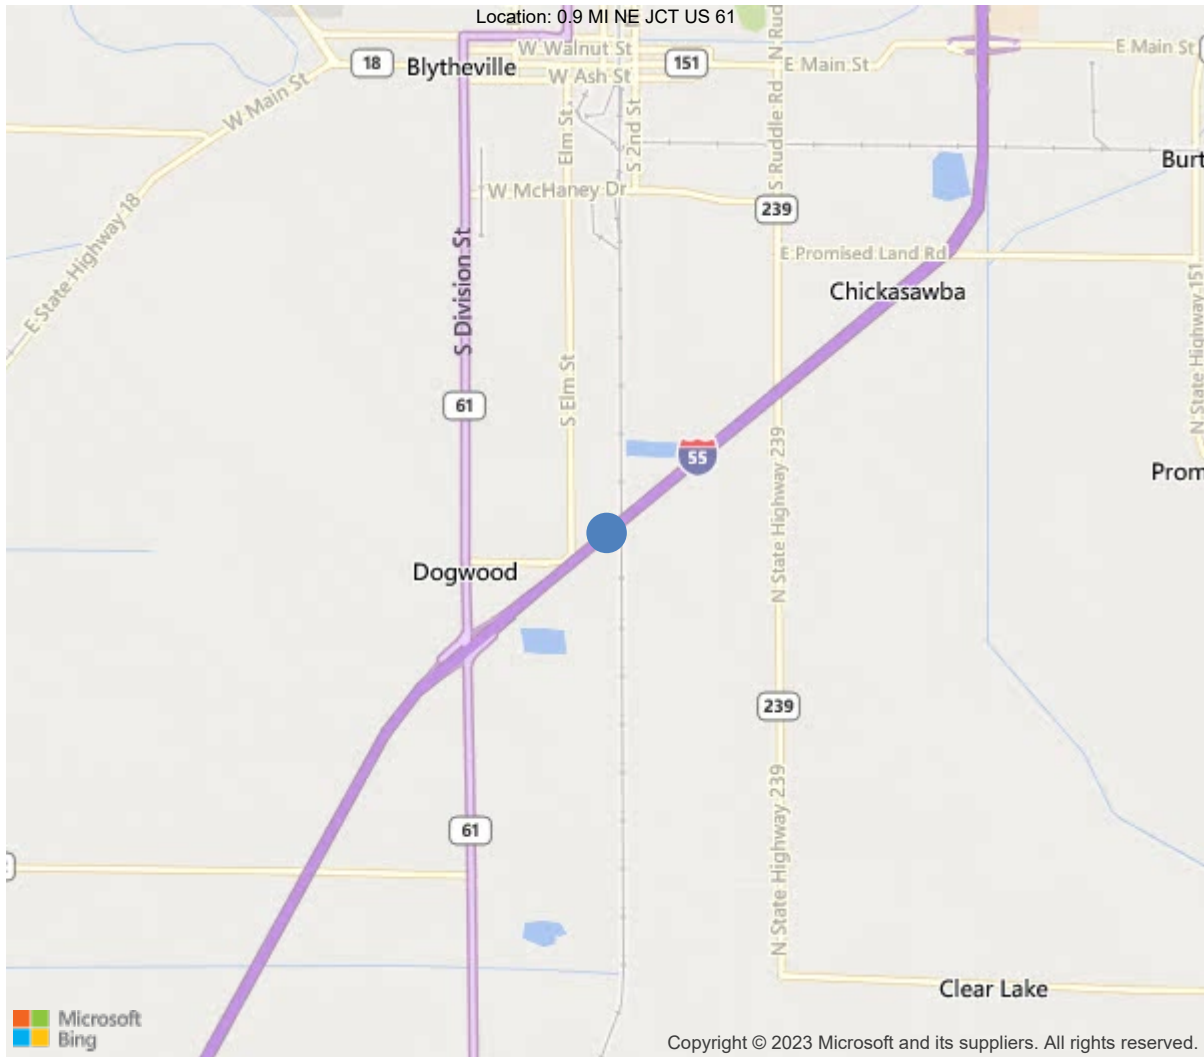 Location: 0.9 MI NE JCT US 61
W Walnut St
N Rud
E Main St
18
Blytheville
W Ash St
151
E Main St
W Main St
Elm St
S 2nd St
S Ruddle Rd
Burt
W McHaney Dr
239
E State Highway 18
S Division St
E Promised Land Rd
Chickasawba
N State Highway 151
61
S Elm St
55
N State Highway 239
Prom
Dogwood
239
61
N State Highway 239
Clear Lake
Microsoft
Bing
Copyright © 2023 Microsoft and its suppliers. All rights reserved.